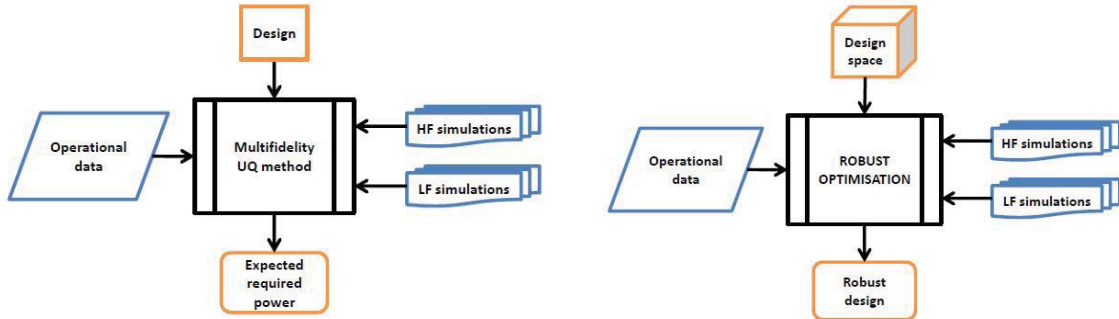 Design
Operational
data
Multifidelity
UQ method
HF simulations
LF simulations
Expected
required
power
Design
space
Operational
data
ROBUST
OPTIMISATION
HF simulations
LF simulations
Robust
design